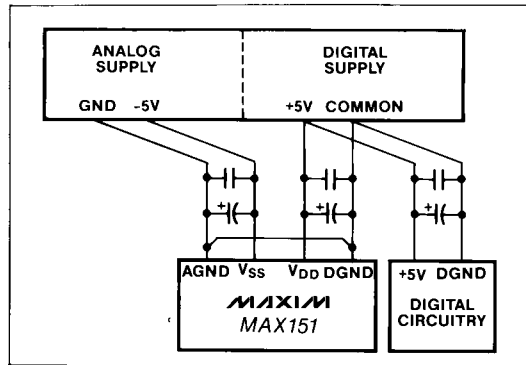 ANALOG SUPPLY
DIGITAL SUPPLY
GND -5V
+5V COMMON
+
+
+
AGND VSS VDD DGND
MAXIM
MAX151
+5V DGND
DIGITAL CIRCUITRY